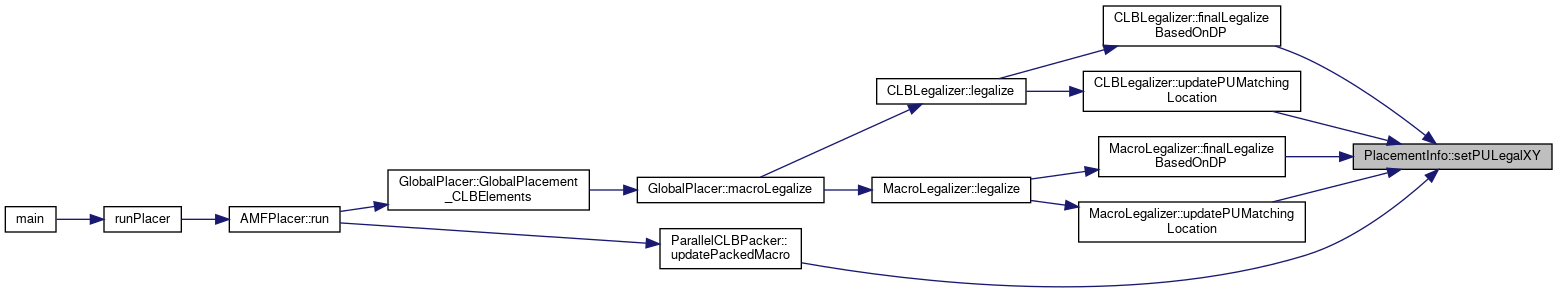 CLBLegalizer::finalLegalize
BasedOnDP
CLBLegalizer::legalize
CLBLegalizer::updatePUMatching
Location
PlacementInfo::setPULegalXY
MacroLegalizer::finalLegalize
BasedOnDP
GlobalPlacer::GlobalPlacement
_CLBElements
GlobalPlacer::macroLegalize
MacroLegalizer::legalize
main
runPlacer
AMFPlacer::run
MacroLegalizer::updatePUMatching
Location
ParallelCLBPacker::
updatePackedMacro